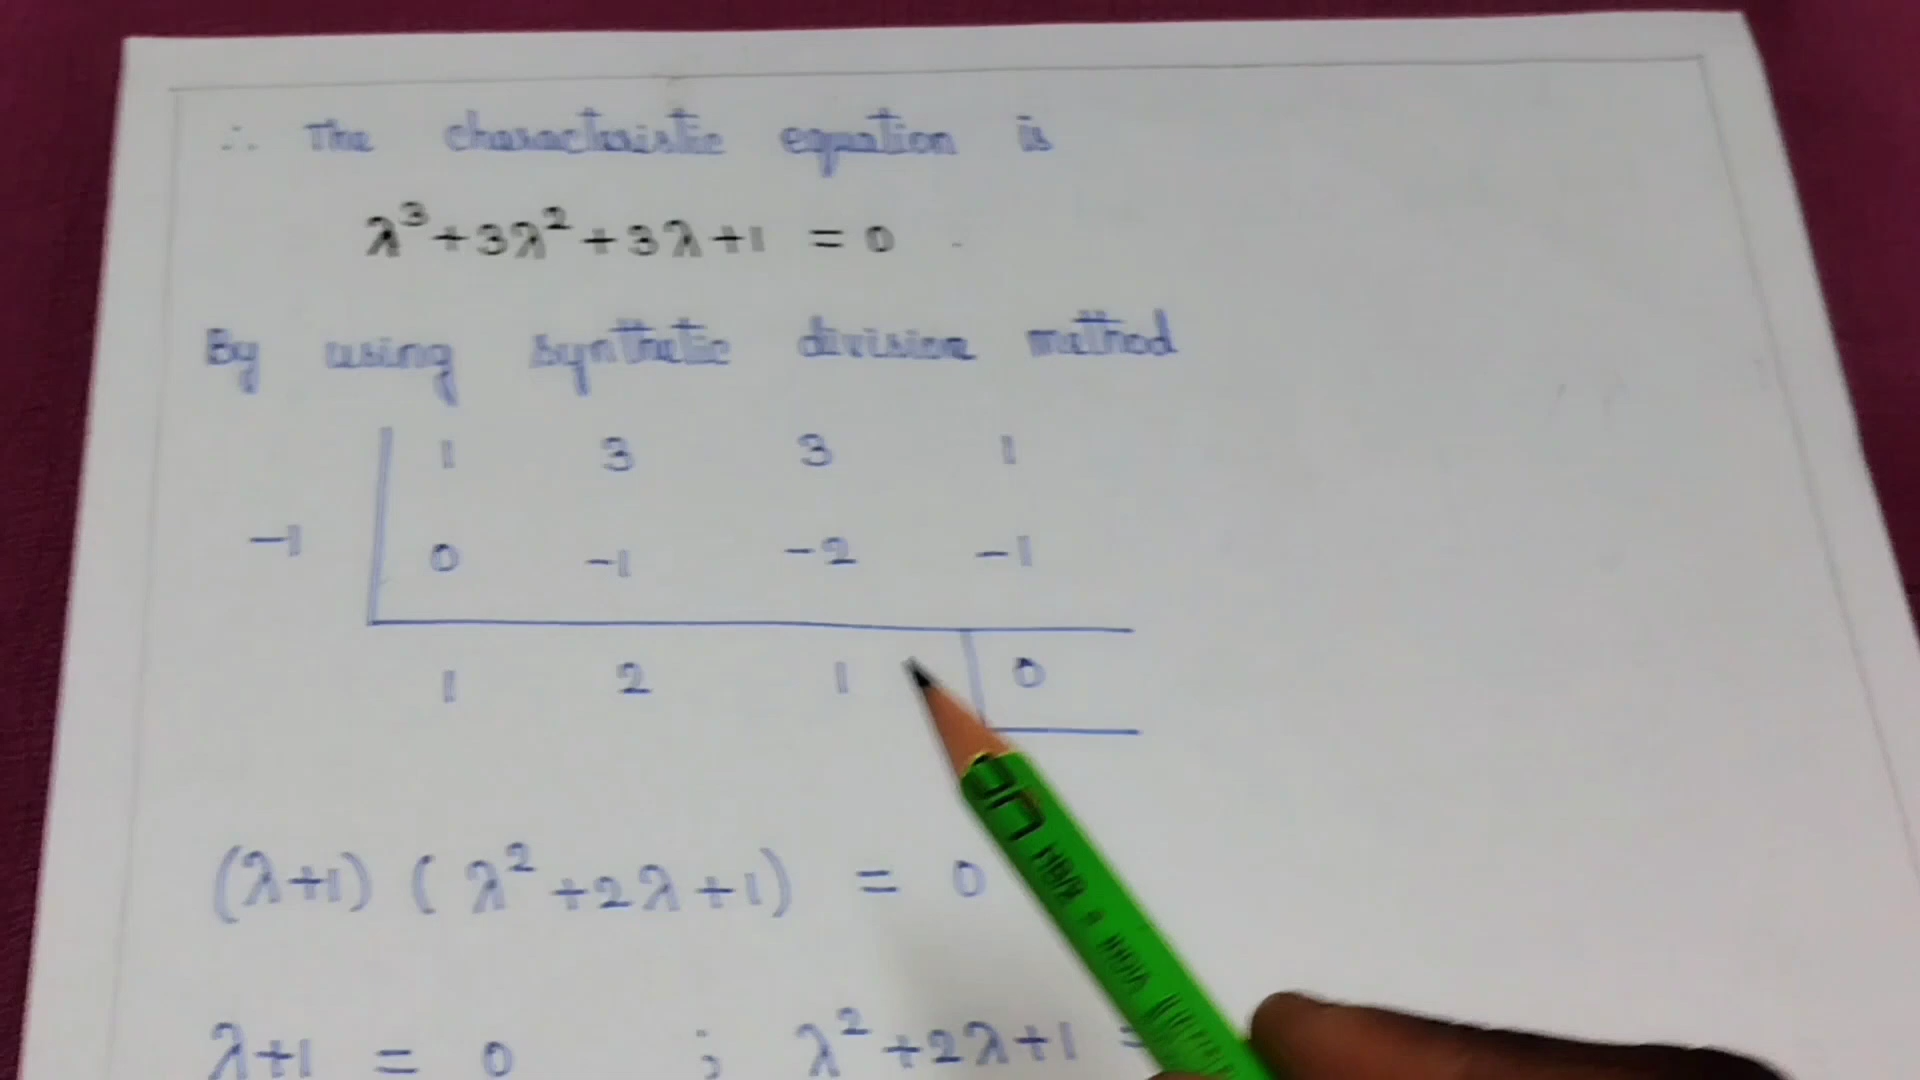 ∴ The characteristic equation is
λ³+3λ²+3λ+1 = 0
By using synthetic division method
1 3 3 1
-1 0 -1 -2 -1
1 2 1 0
(λ+1) (λ²+2λ+1) = 0
λ+1 = 0 ; λ²+2λ+1 =